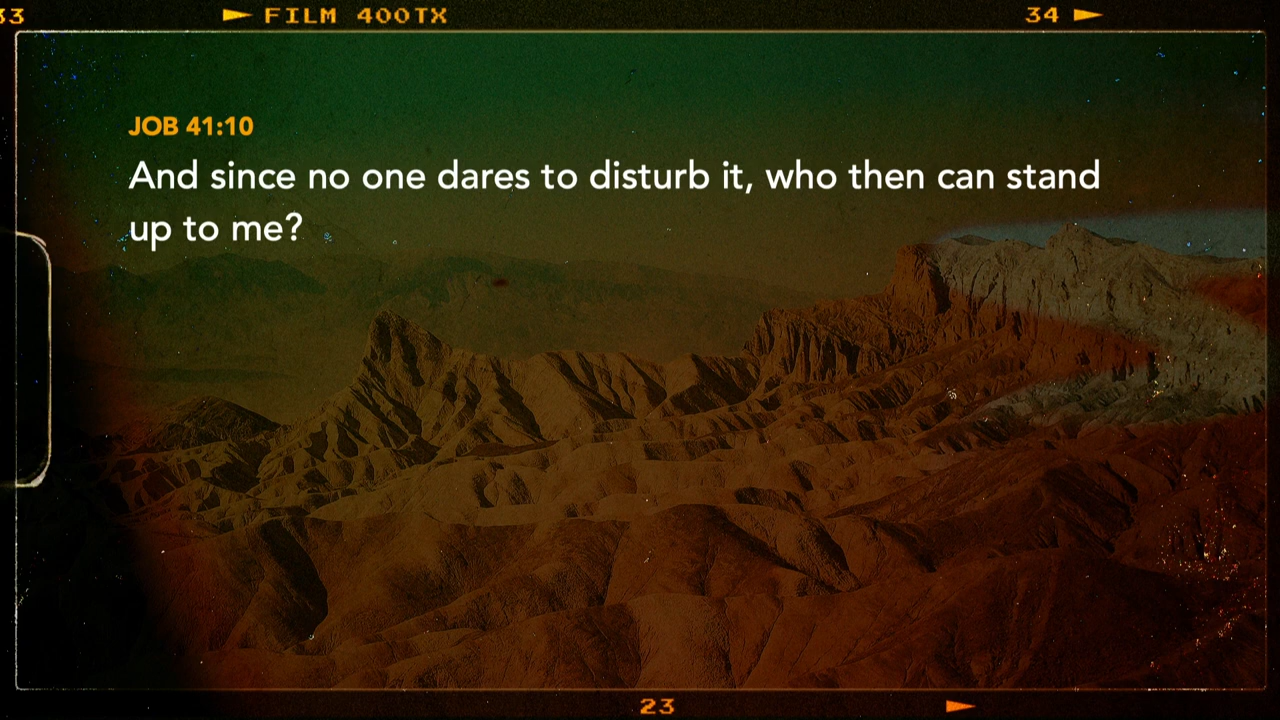 33 FILM 400TX 34
JOB 41:10
And since no one dares to disturb it, who then can stand
up to me?
23